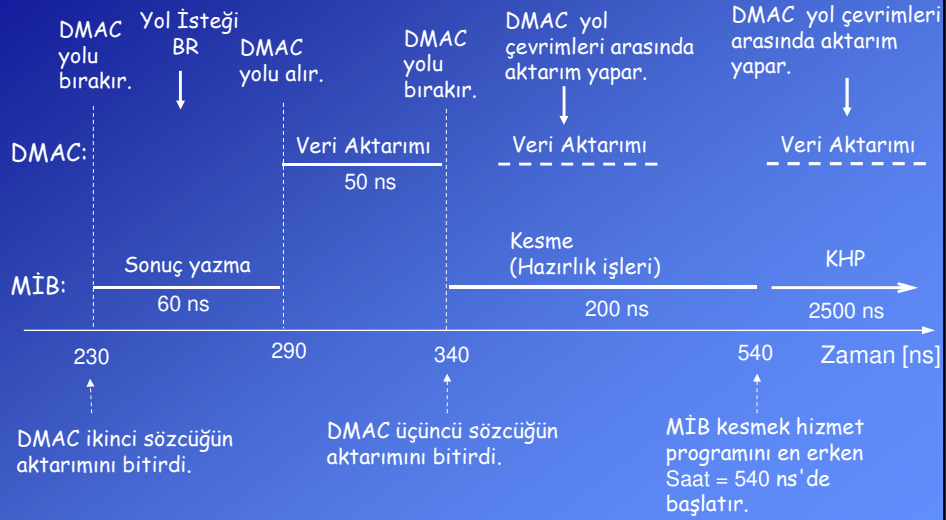 DMAC
yolu
bırakır.
Yol İsteği
BR
DMAC
yolu alır.
DMAC
yolu
bırakır.
DMAC yol
çevrimleri arasında
aktarım yapar.
DMAC yol çevrimleri
arasında aktarım
yapar.
DMAC:
Veri Aktarımı
50 ns
Veri Aktarımı
Veri Aktarımı
MİB:
Sonuç yazma
60 ns
Kesme
(Hazırlık işleri)
200 ns
KHP
2500 ns
230
290
340
540
Zaman [ns]
DMAC ikinci sözcüğün
aktarımını bitirdi.
DMAC üçüncü sözcüğün
aktarımını bitirdi.
MİB kesmek hizmet
programını en erken
Saat = 540 ns'de
başlatır.